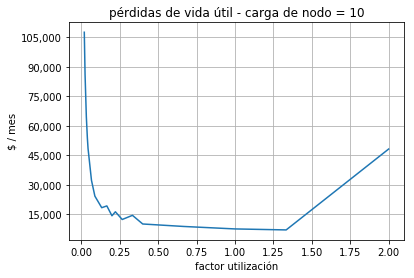 pérdidas de vida útil - carga de nodo = 10
105,000
90,000
75,000
60,000
45,000
30,000
15,000
$ / mes
0.00 0.25 0.50 0.75 1.00 1.25 1.50 1.75 2.00
factor utilización